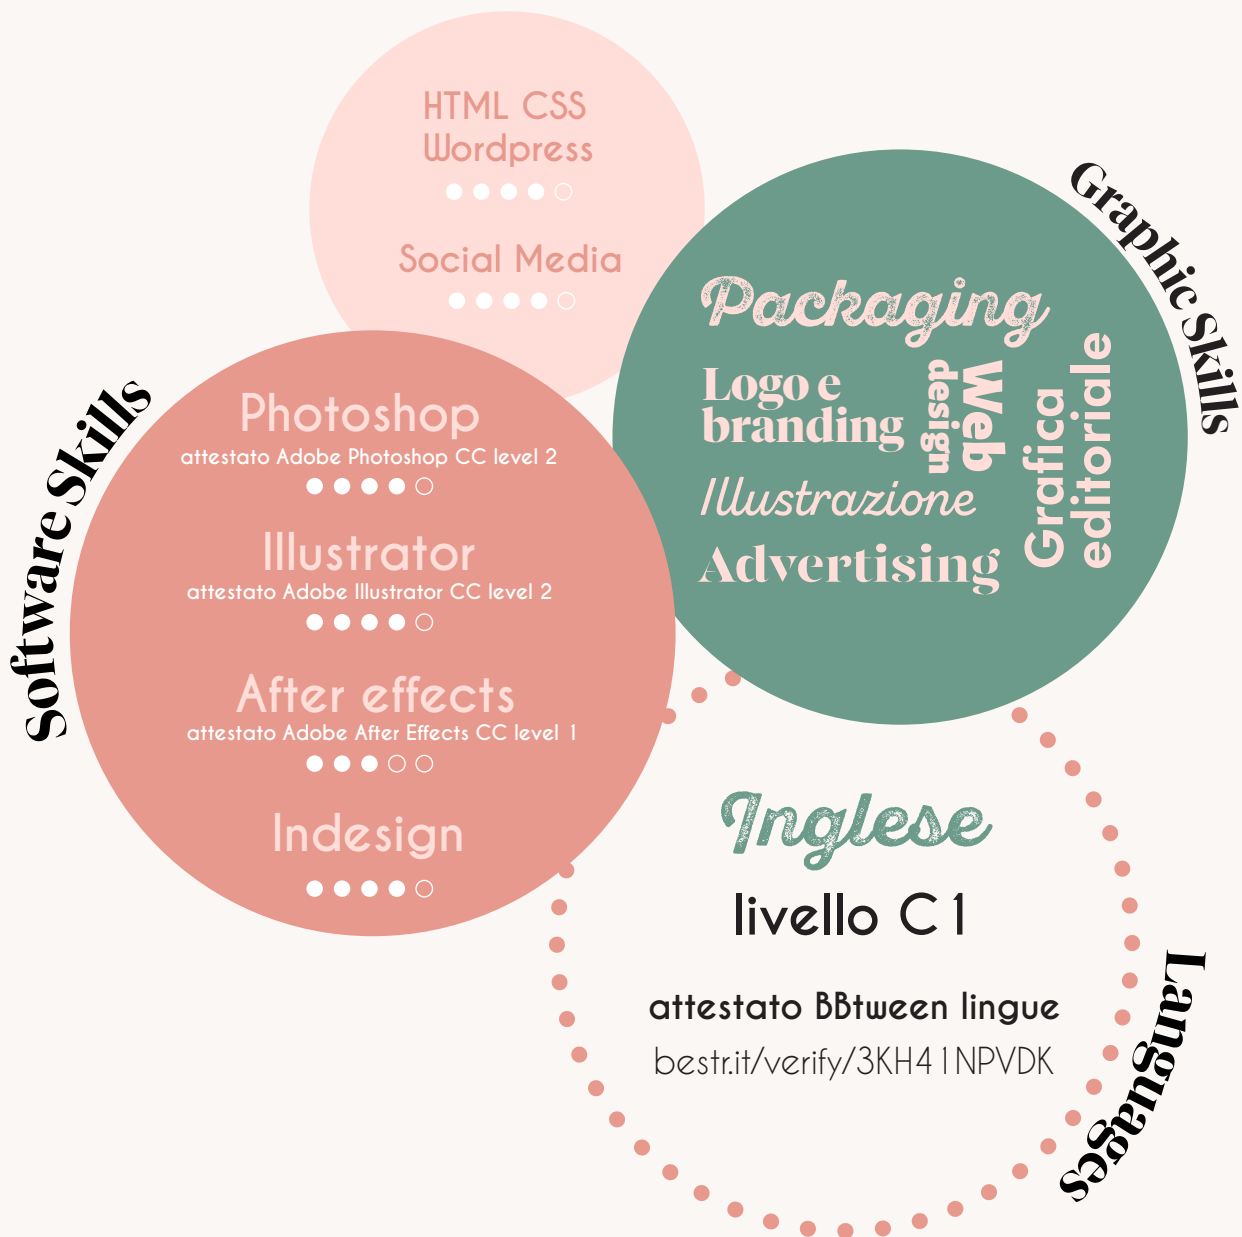 HTML CSS
Wordpress
Social Media
Graphic Skills
Packaging
Logo e
branding
Web
design
Grafica
editoriale
Illustrazione
Advertising
Software Skills
Photoshop
attestato Adobe Photoshop CC level 2
Illustrator
attestato Adobe Illustrator CC level 2
After effects
attestato Adobe After Effects CC level 1
Indesign
Inglese
livello C1
attestato BBtween lingue
bestr.it/verify/3KH41NPVDK
Languages